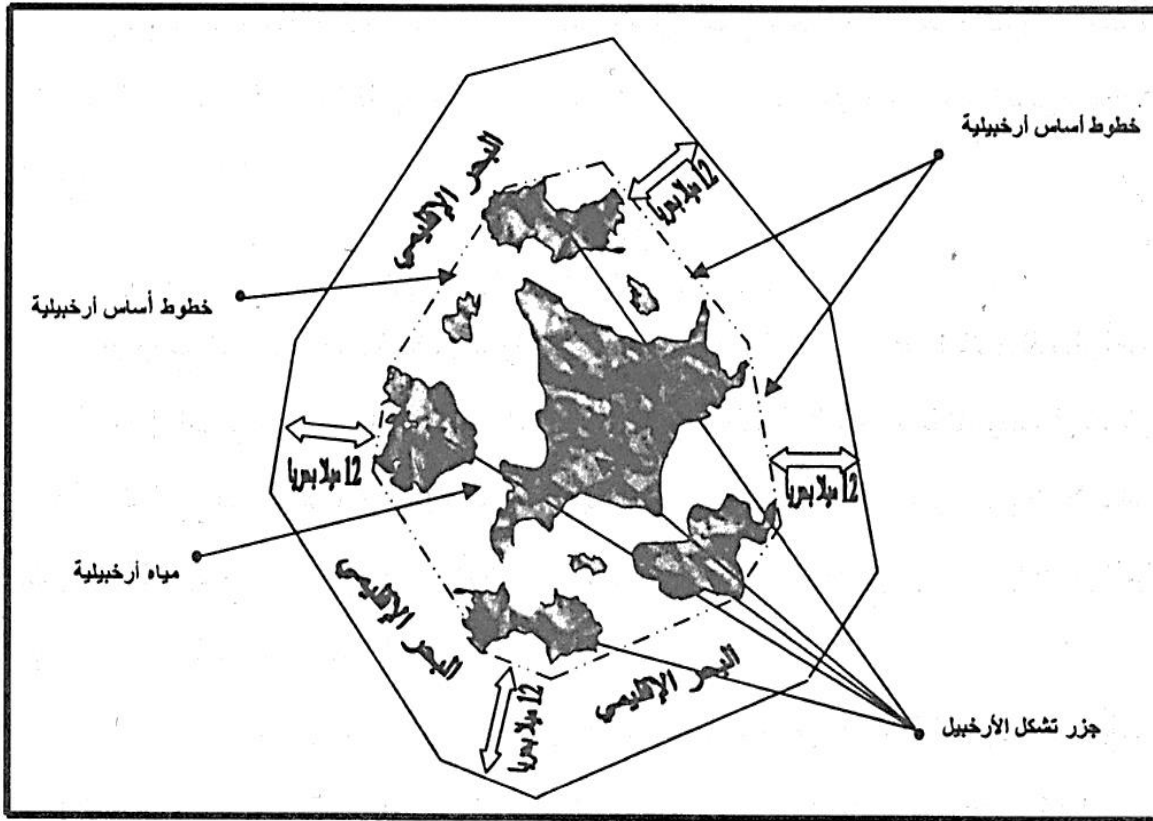 خطوط أساس أرخبيلية
البحر الإقليمي
12 ميلا بحريا
خطوط أساس أرخبيلية
12 ميلا بحريا
12 ميلا بحريا
مياه أرخبيلية
البحر الإقليمي
البحر الإقليمي
12 ميلا بحريا
جزر تشكل الأرخبيل